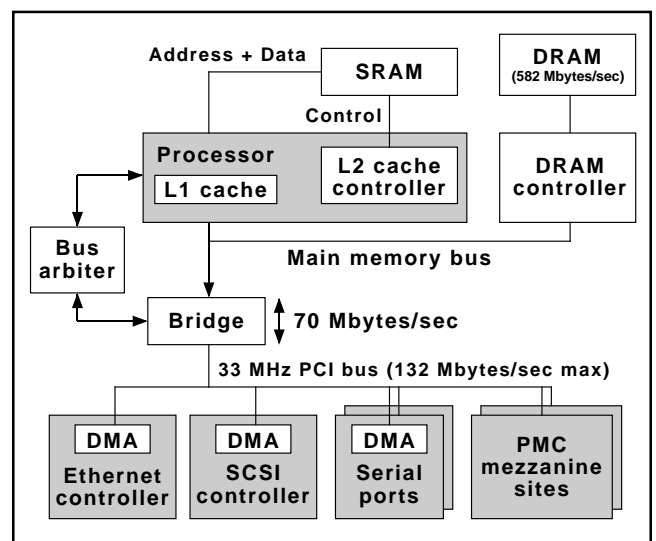 Address + Data
SRAM
DRAM
(582 Mbytes/sec)
Control
Processor
L1 cache
L2 cache
controller
DRAM
controller
Bus
arbiter
Main memory bus
Bridge
70 Mbytes/sec
33 MHz PCI bus (132 Mbytes/sec max)
DMA
Ethernet
controller
DMA
SCSI
controller
DMA
Serial
ports
PMC
mezzanine
sites